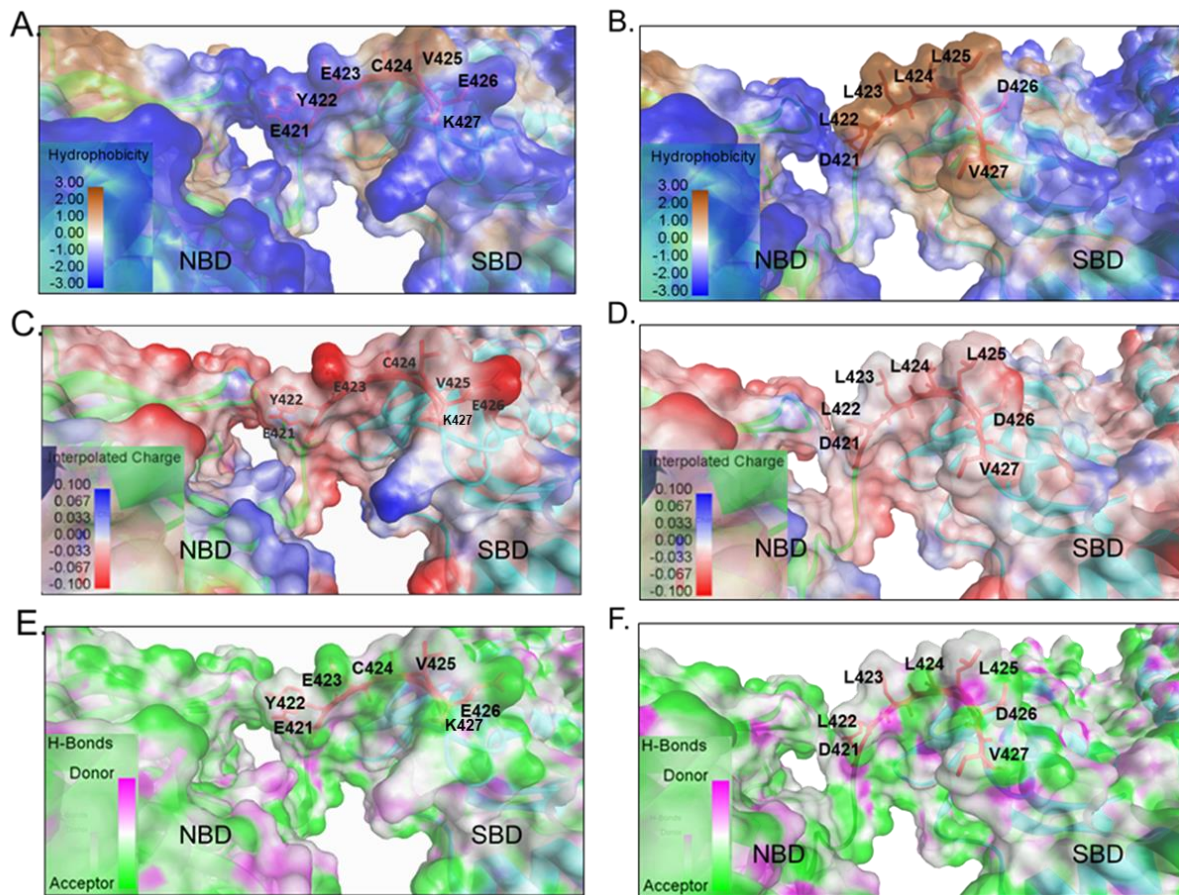 A.
E423
C424
V425
E426
Y422
E421
K427
Hydrophobicity
3.00
2.00
1.00
0.00
-1.00
-2.00
-3.00
NBD
SBD
B.
L425
L424
L423
D426
L422
D421
V427
Hydrophobicity
3.00
2.00
1.00
0.00
-1.00
-2.00
-3.00
NBD
SBD
C.
C424
E423
V425
Y422
E426
K427
E421
Interpolated Charge
0.100
0.067
0.033
0.000
-0.033
-0.067
-0.100
NBD
SBD
D.
L425
L424
L423
L422
D426
D421
V427
Interpolated Charge
0.100
0.067
0.033
0.000
-0.033
-0.067
-0.100
NBD
SBD
E.
V425
C424
E423
Y422
E426
E421
K427
H-Bonds
Donor
Acceptor
NBD
SBD
F.
L424
L425
L423
L422
D426
D421
V427
H-Bonds
Donor
Acceptor
NBD
SBD